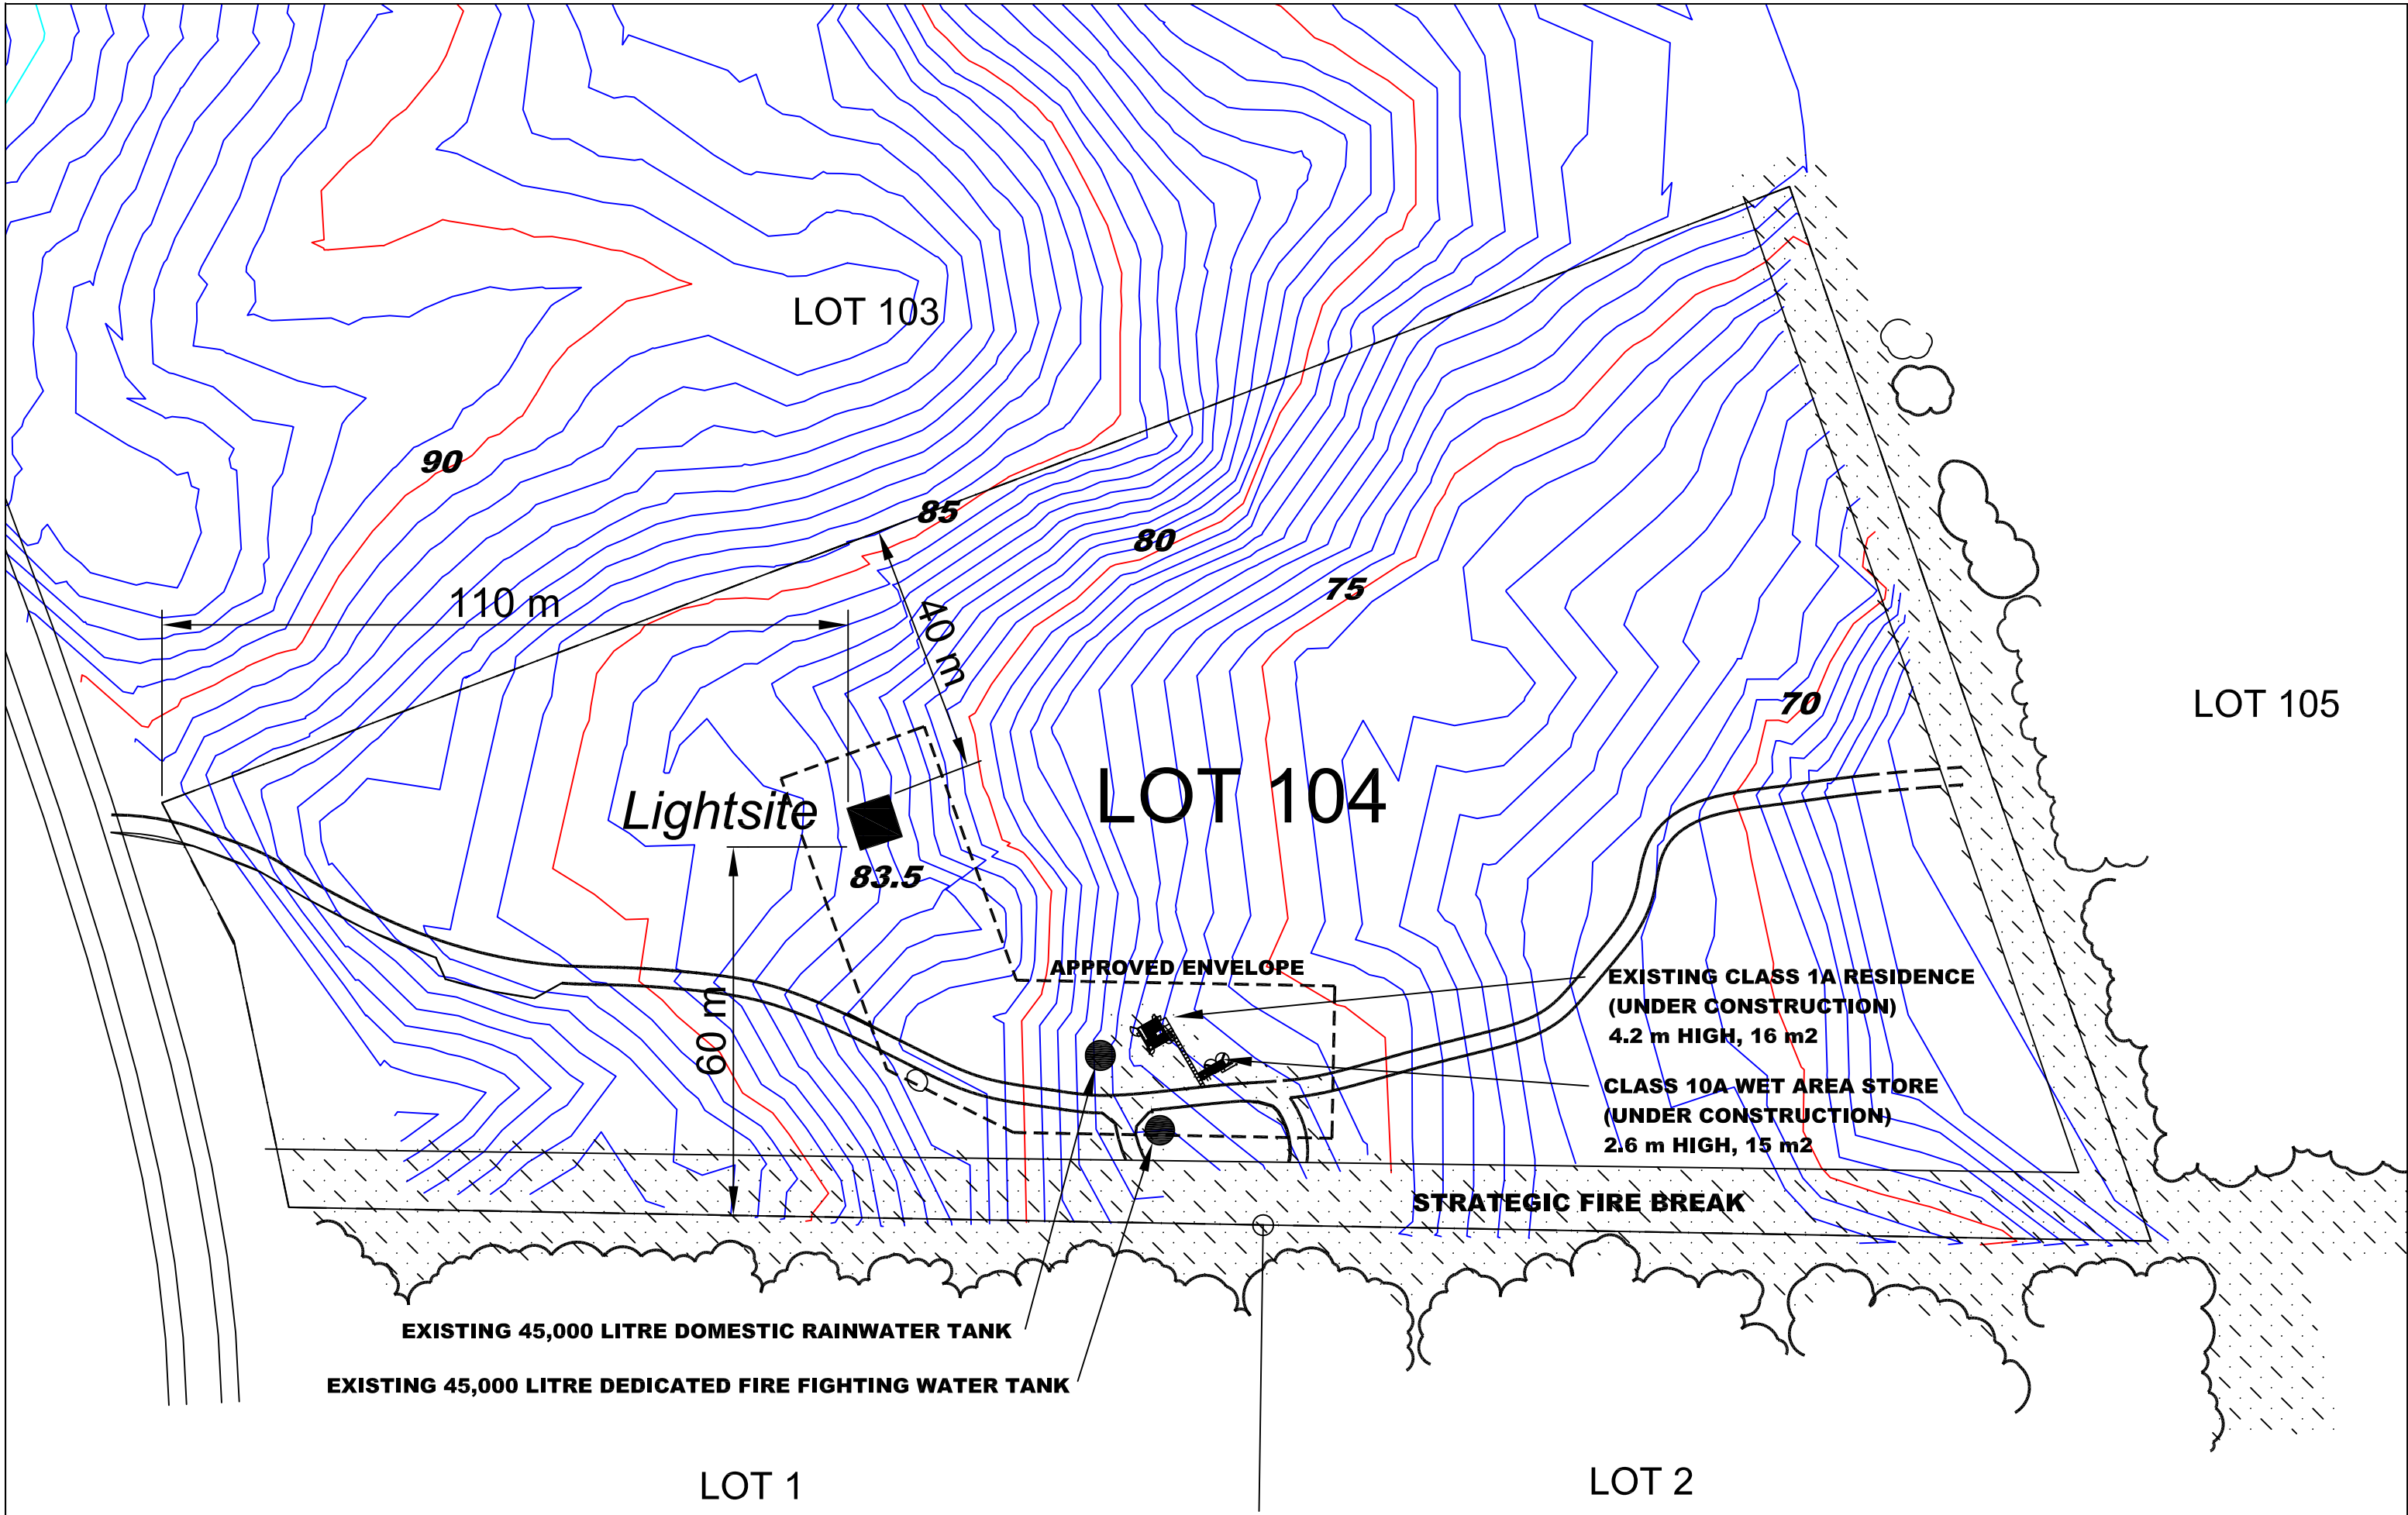 LOT 103
90
85
80
110 m
75
40 m
70
LOT 105
LOT 104
Lightsite
83.5
60 m
APPROVED ENVELOPE
EXISTING CLASS 1A RESIDENCE
(UNDER CONSTRUCTION)
4.2 m HIGH, 16 m2
CLASS 10A WET AREA STORE
(UNDER CONSTRUCTION)
2.6 m HIGH, 15 m2
STRATEGIC FIRE BREAK
EXISTING 45,000 LITRE DOMESTIC RAINWATER TANK
EXISTING 45,000 LITRE DEDICATED FIRE FIGHTING WATER TANK
LOT 1
LOT 2